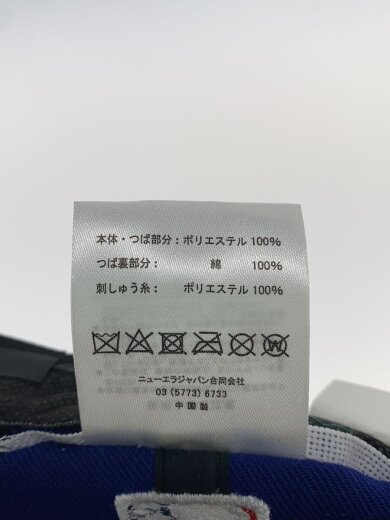 本体・つば部分：ポリエステル 100%
つば裏部分： 綿 100%
刺しゅう糸： ポリエステル 100%
W
ニューエラジャパン合同会社
03 (5773) 6733
中国製